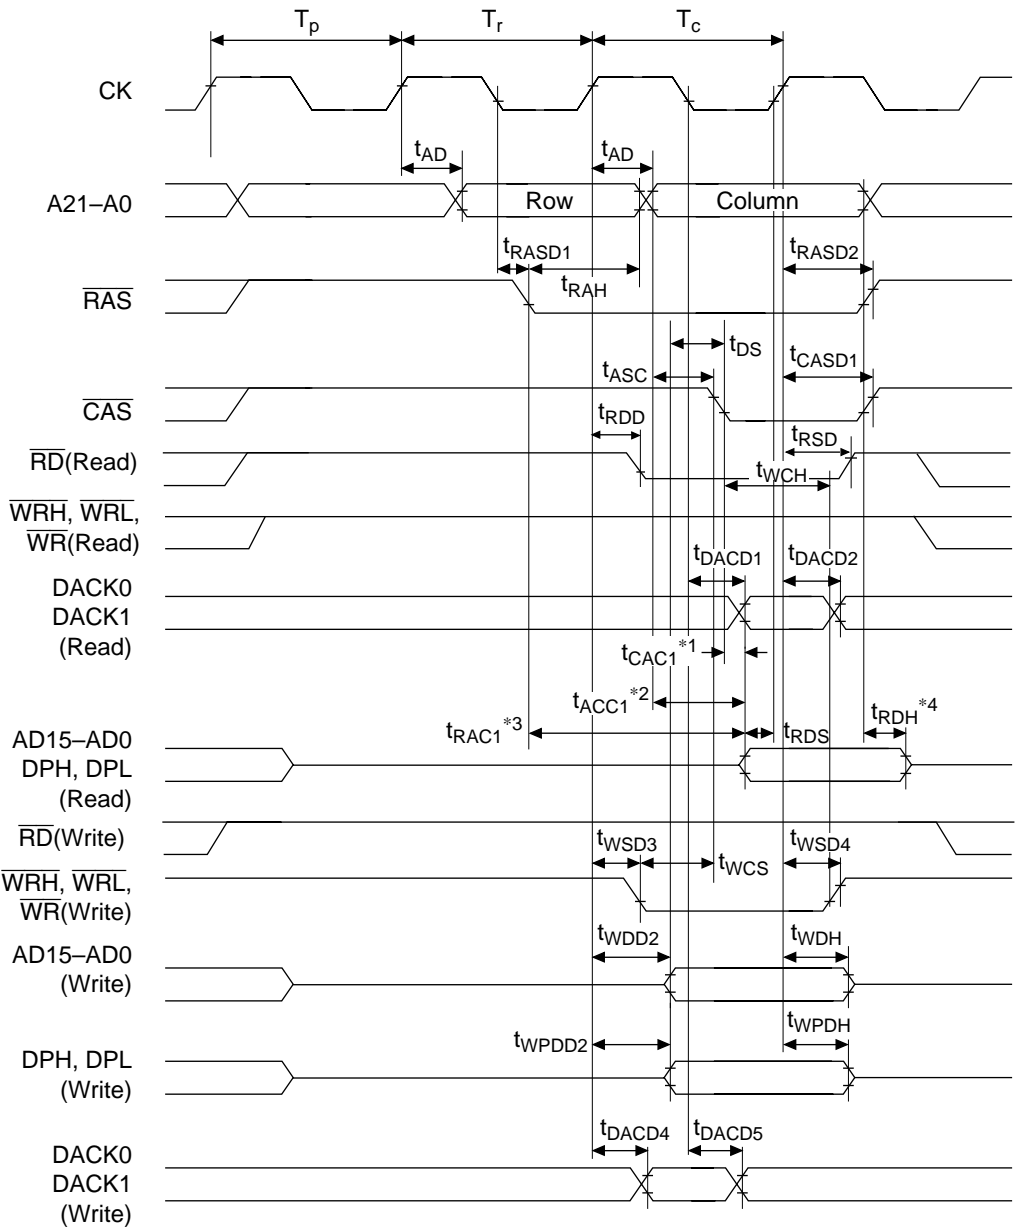 Tp Tr Tc
CK
tAD tAD
A21–A0 Row Column
tRASD1 tRASD2
RAS tRAH
tDS
tASC tCASD1
CAS
tRDD tRSD
RD(Read) tWCH
WRH, WRL,
WR(Read)
DACK0 tDACD1 tDACD2
DACK1
(Read)
tCAC1*1
tACC1*2
tRAC1*3 tRDS tRDH*4
AD15–AD0
DPH, DPL
(Read)
RD(Write) tWSD3 tWCS tWSD4
WRH, WRL,
WR(Write)
AD15–AD0 tWDD2 tWDH
(Write)
tWPDD2 tWPDH
DPH, DPL
(Write)
tDACD4 tDACD5
DACK0
DACK1
(Write)